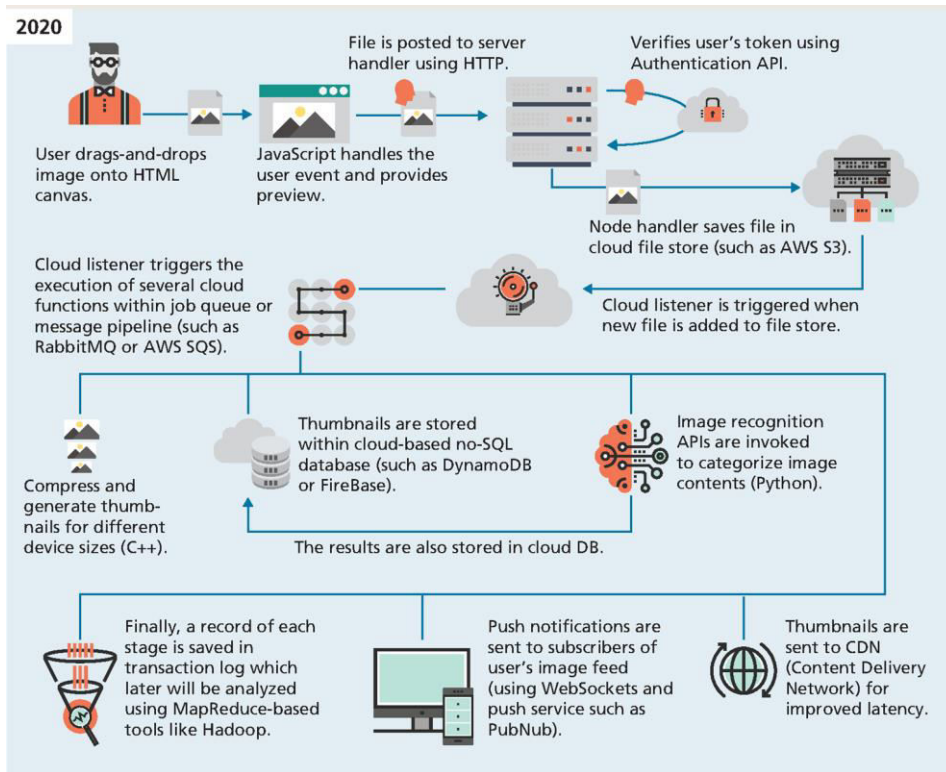 2020
File is posted to server
handler using HTTP.
Verifies user's token using
Authentication API.
User drags-and-drops
image onto HTML
canvas.
JavaScript handles the
user event and provides
preview.
Node handler saves file in
cloud file store (such as AWS S3).
Cloud listener triggers the
execution of several cloud
functions within job queue or
message pipeline (such as
RabbitMQ or AWS SQS).
Cloud listener is triggered when
new file is added to file store.
Compress and
generate thumb-
nails for different
device sizes (C++).
Thumbnails are stored
within cloud-based no-SQL
database (such as DynamoDB
or FireBase).
Image recognition
APIs are invoked
to categorize image
contents (Python).
The results are also stored in cloud DB.
Finally, a record of each
stage is saved in
transaction log which
later will be analyzed
using MapReduce-based
tools like Hadoop.
Push notifications are
sent to subscribers of
user's image feed
(using WebSockets and
push service such as
PubNub).
Thumbnails are
sent to CDN
(Content Delivery
Network) for
improved latency.